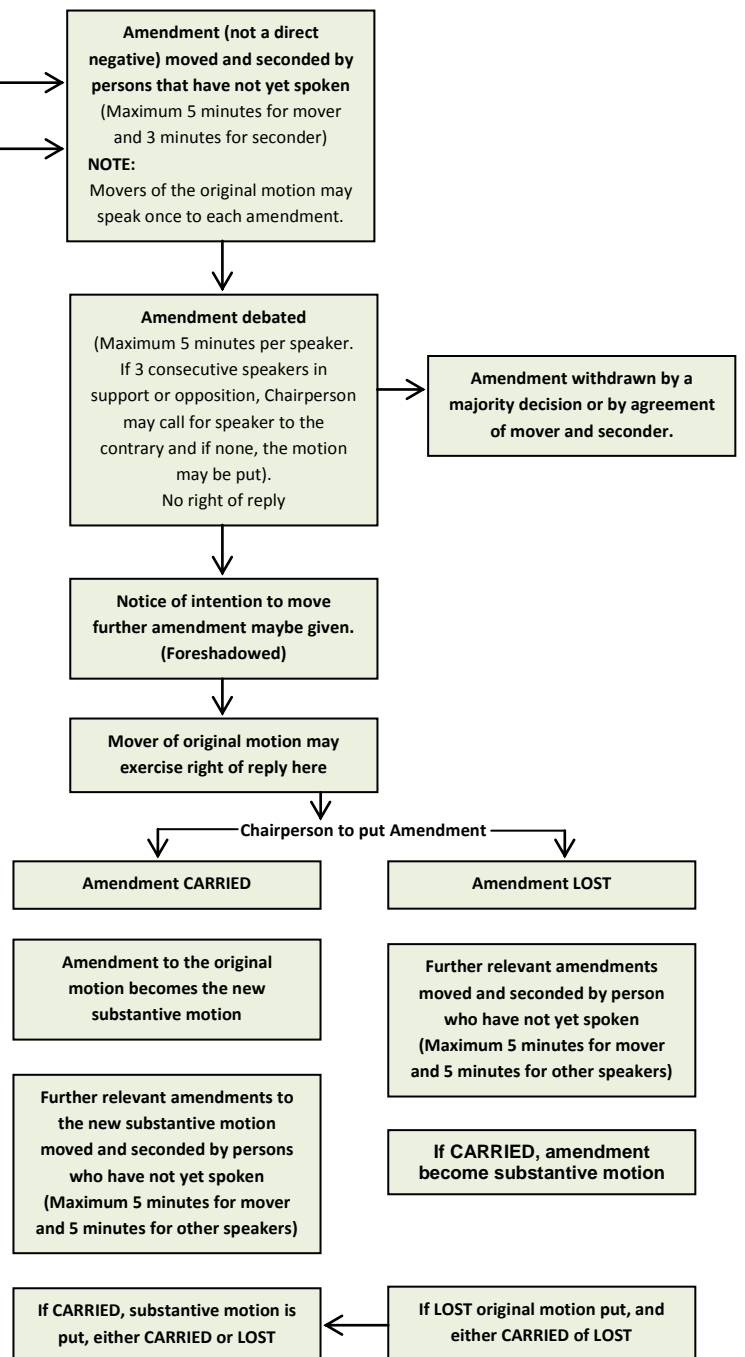 Amendment (not a direct
negative) moved and seconded by
persons that have not yet spoken
(Maximum 5 minutes for mover
and 3 minutes for seconder)
NOTE:
Movers of the original motion may
speak once to each amendment.
Amendment debated
(Maximum 5 minutes per speaker.
If 3 consecutive speakers in
support or opposition, Chairperson
may call for speaker to the
contrary and if none, the motion
may be put).
No right of reply
Amendment withdrawn by a
majority decision or by agreement
of mover and seconder.
Notice of intention to move
further amendment maybe given.
(Foreshadowed)
Mover of original motion may
exercise right of reply here
Chairperson to put Amendment
Amendment CARRIED
Amendment to the original
motion becomes the new
substantive motion
Further relevant amendments to
the new substantive motion
moved and seconded by persons
who have not yet spoken
(Maximum 5 minutes for mover
and 5 minutes for other speakers)
If CARRIED, substantive motion is
put, either CARRIED or LOST
Amendment LOST
Further relevant amendments
moved and seconded by person
who have not yet spoken
(Maximum 5 minutes for mover
and 5 minutes for other speakers)
If CARRIED, amendment
become substantive motion
If LOST original motion put, and
either CARRIED of LOST